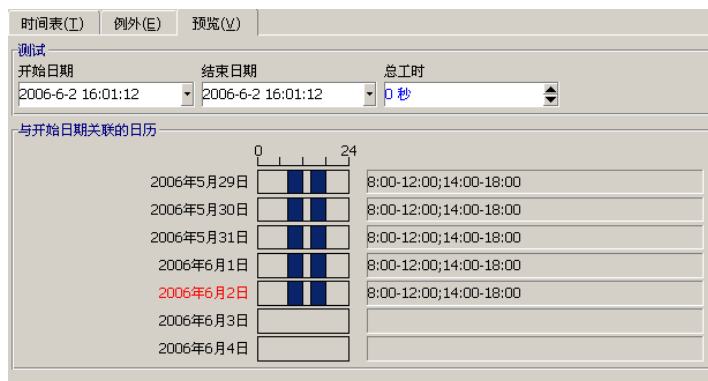 时间表(T) 例外(E) 预览(V)
测试
开始日期 结束日期 总工时
2006-6-2 16:01:12 2006-6-2 16:01:12 0 秒
与开始日期关联的日历
0 24
2006年5月29日 8:00-12:00;14:00-18:00
2006年5月30日 8:00-12:00;14:00-18:00
2006年5月31日 8:00-12:00;14:00-18:00
2006年6月1日 8:00-12:00;14:00-18:00
2006年6月2日 8:00-12:00;14:00-18:00
2006年6月3日
2006年6月4日